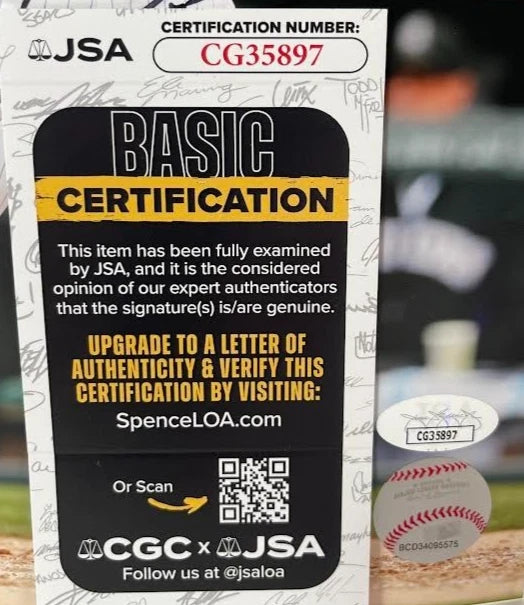 JSA
CERTIFICATION NUMBER:
CG35897
BASIC
CERTIFICATION
This item has been fully examined
by JSA, and it is the considered
opinion of our expert authenticators
that the signature(s) is/are genuine.
UPGRADE TO A LETTER OF
AUTHENTICITY & VERIFY THIS
CERTIFICATION BY VISITING:
SpenceLOA.com
Or Scan
CGC x JSA
Follow us at @jsaloa
CG35897
BCD34095575